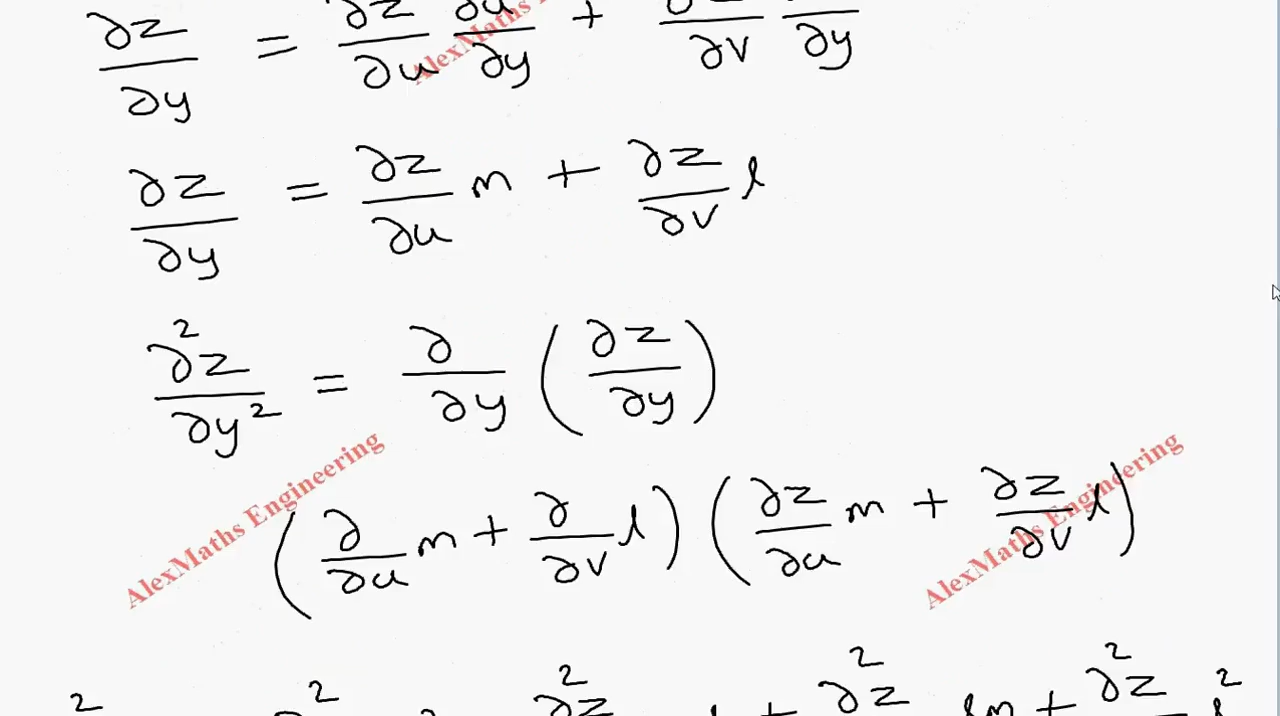 ∂z/∂y = ∂z/∂u ∂u/∂y + ∂z/∂v ∂v/∂y
∂z/∂y = ∂z/∂u m + ∂z/∂v l
∂²z/∂y² = ∂/∂y (∂z/∂y)
(∂/∂u m + ∂/∂v l) (∂z/∂u m + ∂z/∂v l)
AlexMaths Engineering
AlexMaths Engineering